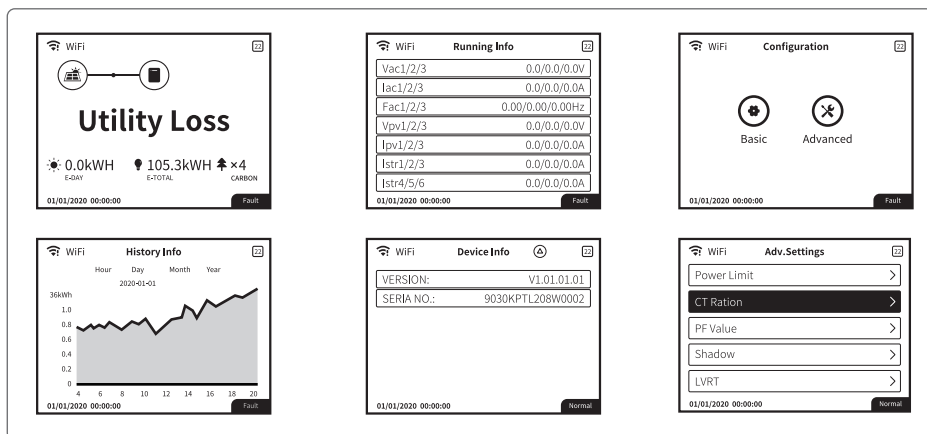 WiFi 22
Utility Loss
0.0kWH 105.3kWH ×4
E-DAY E-TOTAL CARBON
01/01/2020 00:00:00 Fault
WiFi Running Info 22
Vac1/2/3 0.0/0.0/0.0V
Iac1/2/3 0.0/0.0/0.0A
Fac1/2/3 0.00/0.00/0.00Hz
Vpv1/2/3 0.0/0.0/0.0V
Ipv1/2/3 0.0/0.0/0.0A
Istr1/2/3 0.0/0.0/0.0A
Istr4/5/6 0.0/0.0/0.0A
01/01/2020 00:00:00 Fault
WiFi Configuration 22
Basic Advanced
01/01/2020 00:00:00 Fault
WiFi History Info 22
Hour Day Month Year
2020-01-01
36kWh
1.0
0.8
0.6
0.4
0.2
0
4 6 8 10 12 14 16 18 20
01/01/2020 00:00:00 Fault
WiFi Device Info 22
VERSION: V1.01.01.01
SERIA NO.: 9030KPTL208W0002
01/01/2020 00:00:00 Normal
WiFi Adv.Settings 22
Power Limit >
CT Ration >
PF Value >
Shadow >
LVRT >
01/01/2020 00:00:00 Normal